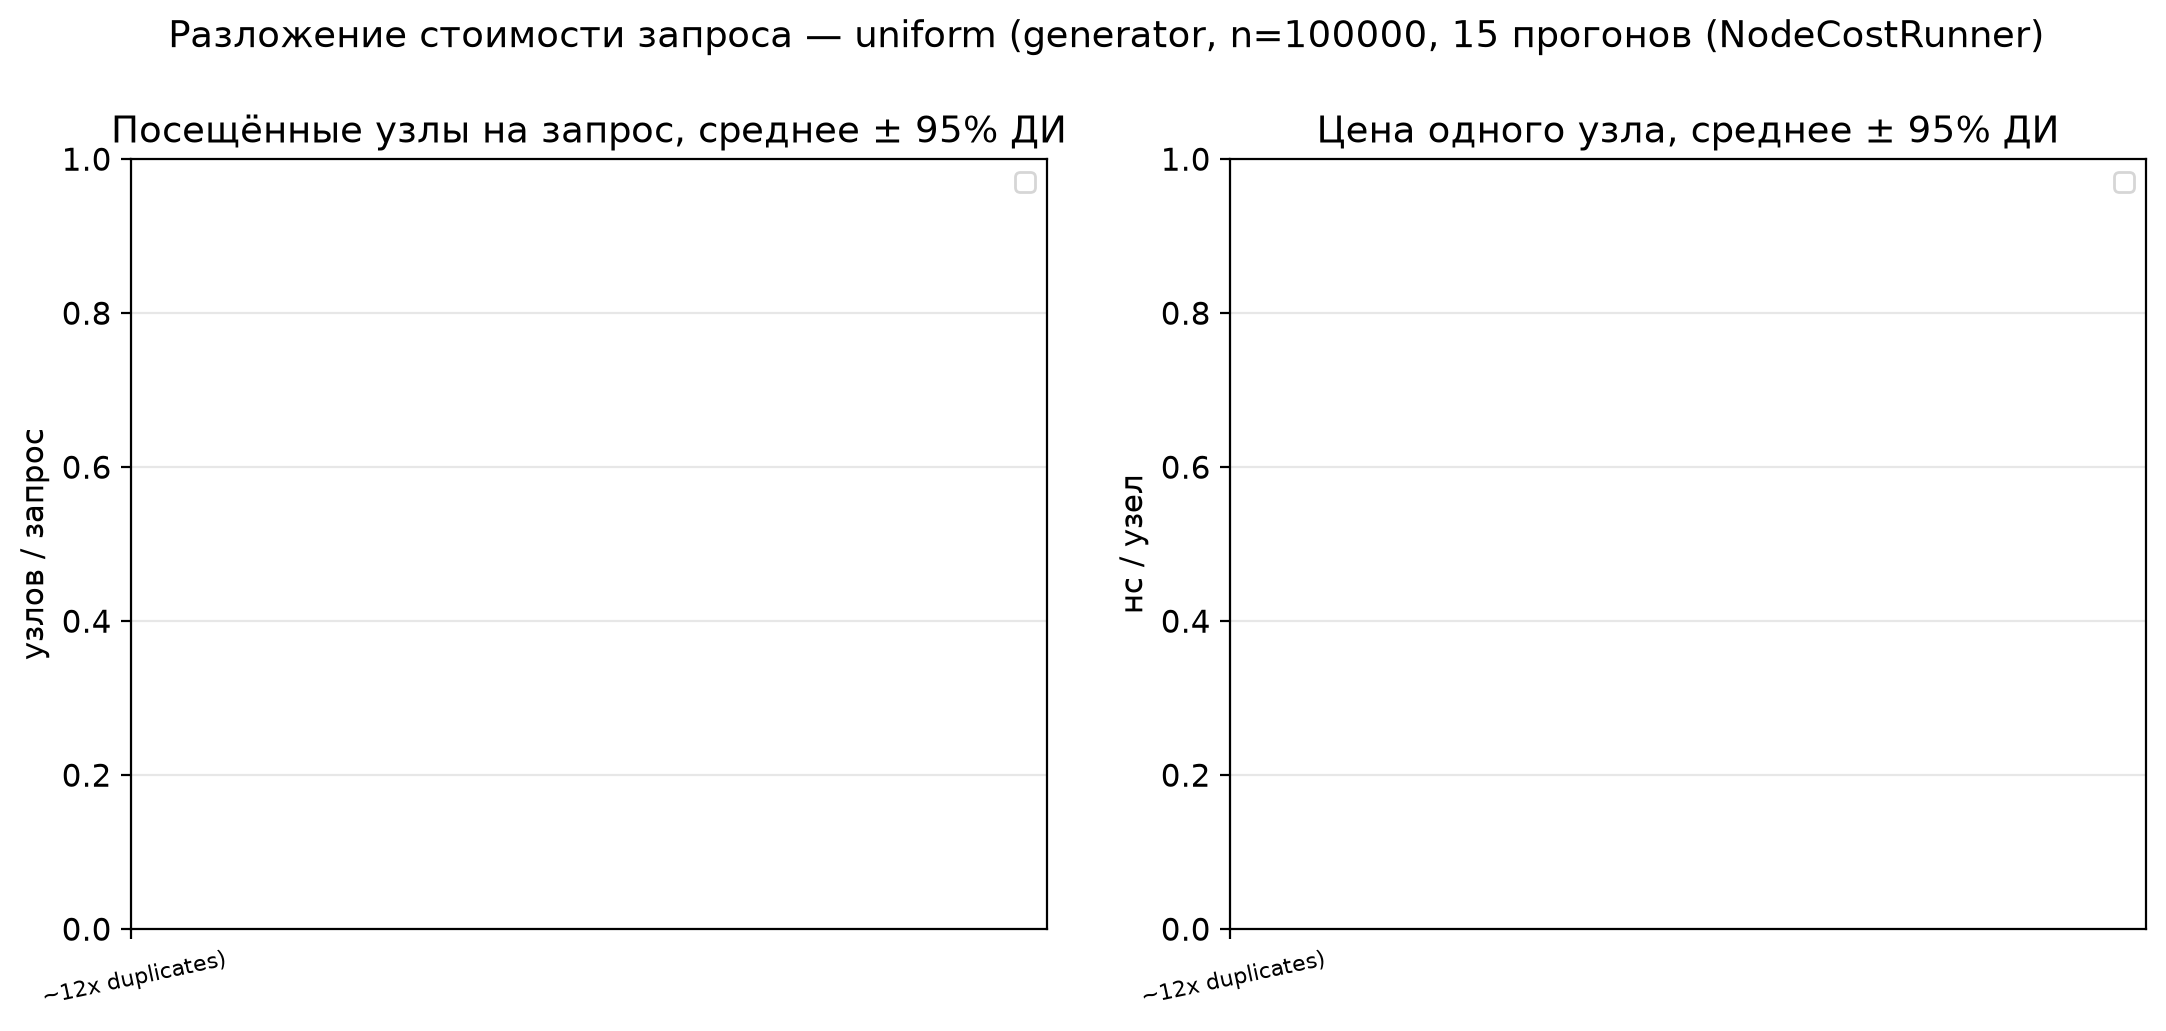 Разложение стоимости запроса — uniform (generator, n=100000, 15 прогонов (NodeCostRunner)
Посещённые узлы на запрос, среднее ± 95% ДИ
1.0
0.8
0.6
0.4
0.2
0.0
узлов / запрос
~12x duplicates)
Цена одного узла, среднее ± 95% ДИ
1.0
0.8
0.6
0.4
0.2
0.0
нс / узел
~12x duplicates)